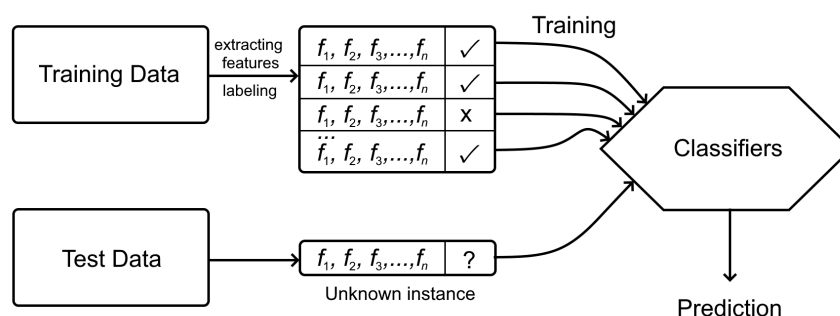 Training
Training Data
extracting
features
labeling
f1, f2, f3,...,fn ✓
f1, f2, f3,...,fn ✓
f1, f2, f3,...,fn x
...
f1, f2, f3,...,fn ✓
Classifiers
Test Data
f1, f2, f3,...,fn ?
Unknown instance
Prediction